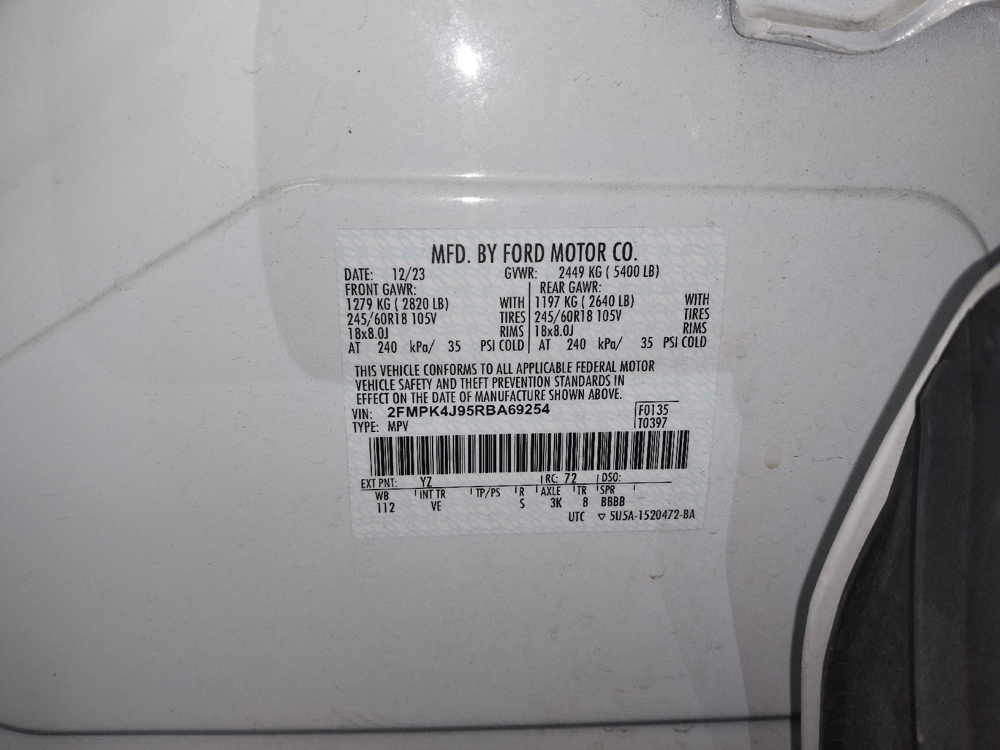 MFD. BY FORD MOTOR CO.
DATE: 12/23 GVWR: 2449 KG ( 5400 LB)
FRONT GAWR: REAR GAWR:
1279 KG ( 2820 LB) WITH 1197 KG ( 2640 LB) WITH
245/60R18 105V TIRES 245/60R18 105V TIRES
18x8.0J RIMS 18x8.0J RIMS
AT 240 kPa/ 35 PSI COLD AT 240 kPa/ 35 PSI COLD
THIS VEHICLE CONFORMS TO ALL APPLICABLE FEDERAL MOTOR
VEHICLE SAFETY AND THEFT PREVENTION STANDARDS IN
EFFECT ON THE DATE OF MANUFACTURE SHOWN ABOVE.
VIN: 2FMPK4J95RBA69254 F0135
TYPE: MPV T0397
EXT PNT: YZ RC: 72 DSO:
WB INT TR TP/PS R AXLE TR SPR
112 VE S 3K 8 BBBB
UTC ▽ 5U5A-1520472-BA